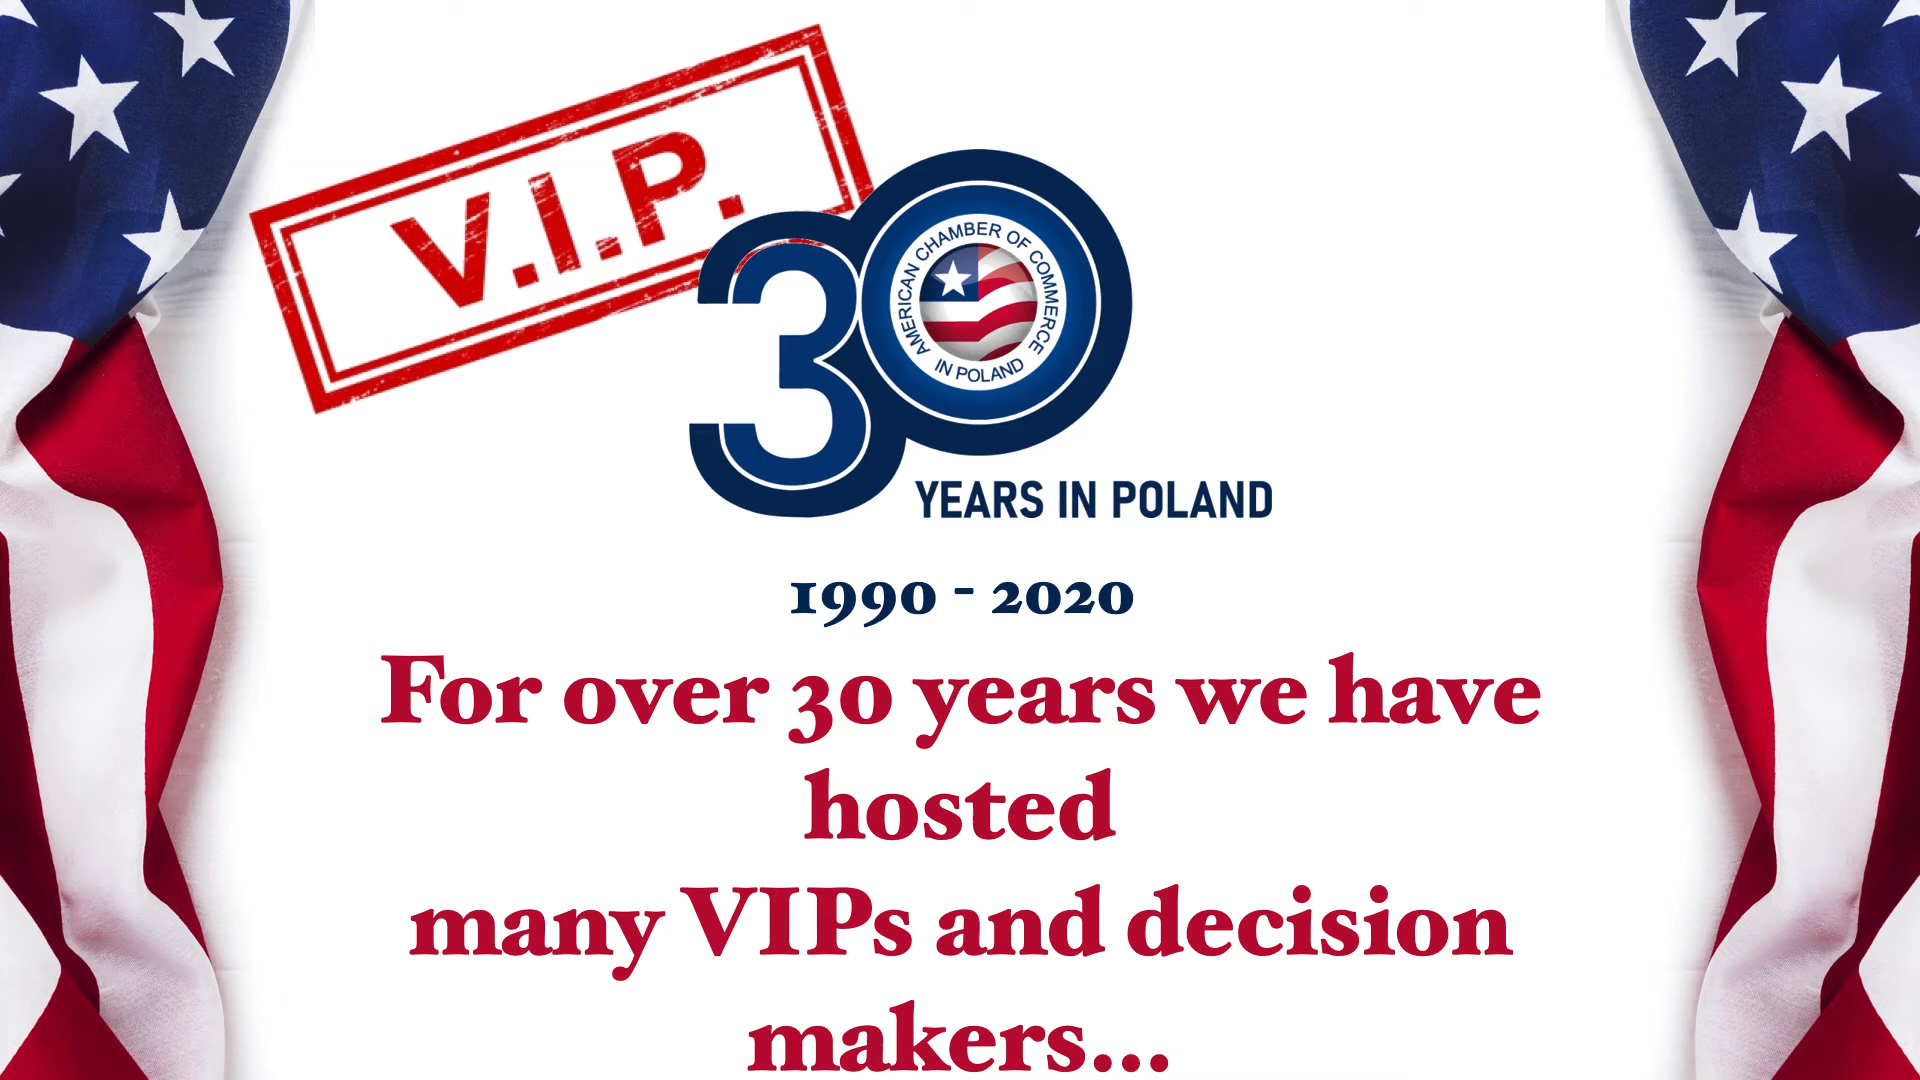 V.I.P.
30
AMERICAN CHAMBER OF COMMERCE
IN POLAND
YEARS IN POLAND
1990 - 2020
For over 30 years we have
hosted
many VIPs and decision
makers...